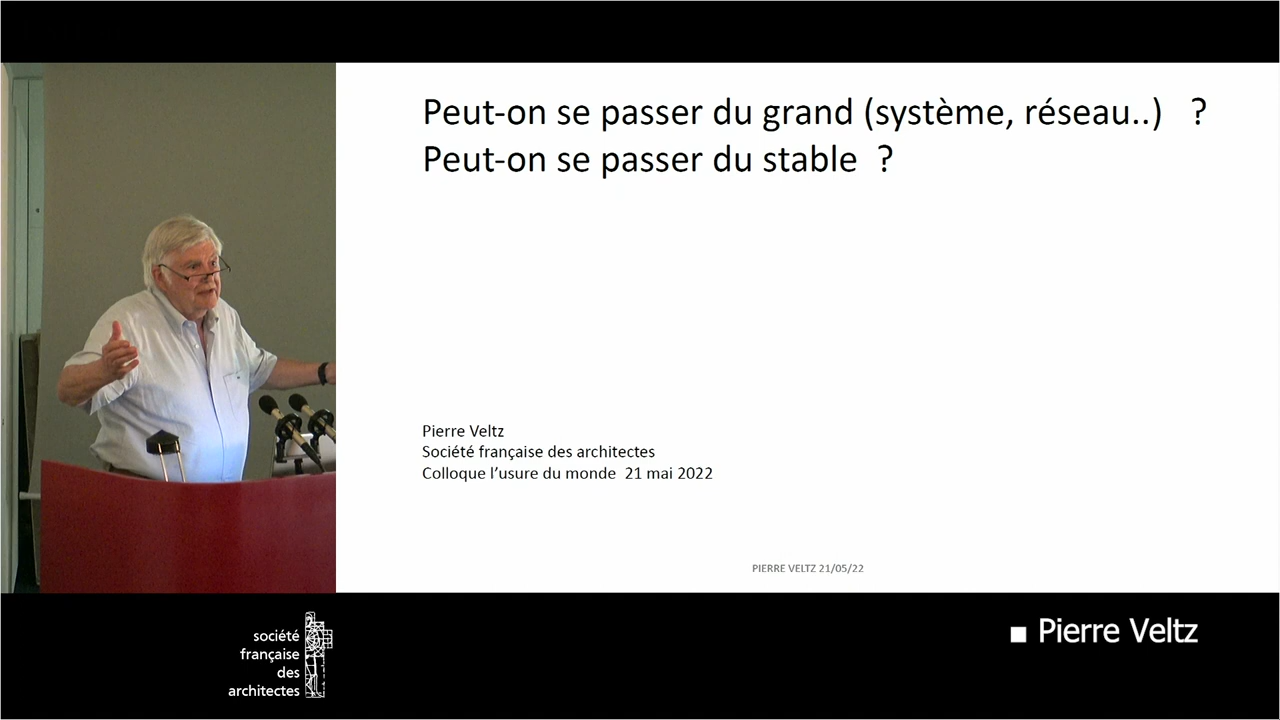 Peut-on se passer du grand (système, réseau..) ?
Peut-on se passer du stable ?
Pierre Veltz
Société française des architectes
Colloque l'usure du monde 21 mai 2022
PIERRE VELTZ 21/05/22
société
française
des
architectes
Pierre Veltz